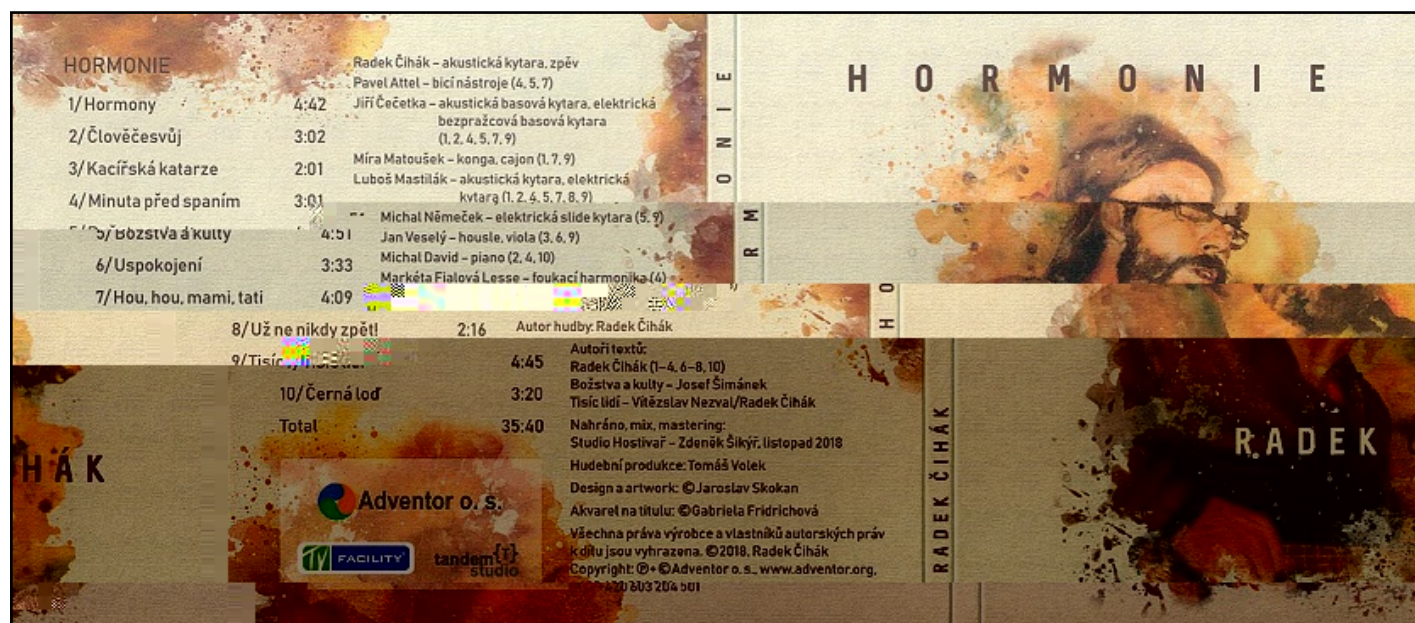 HORMONIE
1/Hormony 4:42
2/Člověčesvůj 3:02
3/Kacířská katarze 2:01
4/Minuta před spaním 3:01
5/Božstva a kulty 4:51
6/Uspokojení 3:33
7/Hou, hou, mami, tati 4:09
8/Už ne nikdy zpět! 2:16
9/Tisíc 4:45
10/Černá loď 3:20
Total 35:40
Adventor o. s.
FACILITY
tandem{T}
studio
Radek Čihák – akustická kytara, zpěv
Pavel Attel – bicí nástroje (4, 5, 7)
Jiří Čečetka – akustická basová kytara, elektrická
bezpražcová basová kytara
(1, 2, 4, 5, 7, 9)
Míra Matoušek – konga, cajon (1, 7, 9)
Luboš Mastilák – akustická kytara, elektrická
kytara (1, 2, 4, 5, 7, 8, 9)
Michal Němeček – elektrická slide kytara (5, 9)
Jan Veselý – housle, viola (3, 6, 9)
Michal David – piano (2, 4, 10)
Markéta Fialová Lesse – foukací harmonika (4)
Autor hudby: Radek Čihák
Autoři textů:
Radek Čihák (1–4, 6–8, 10)
Božstva a kulty – Josef Šimánek
Tisíc lidí – Vítězslav Nezval/Radek Čihák
Nahráno, mix, mastering:
Studio Hostivař – Zdeněk Šikýř, listopad 2018
Hudební produkce: Tomáš Volek
Design a artwork: ©Jaroslav Skokan
Akvarel na titulu: ©Gabriela Fridrichová
Všechna práva výrobce a vlastníků autorských práv
k dílu jsou vyhrazena. ©2018, Radek Čihák
Copyright: ℗+©Adventor o. s., www.adventor.org,
420 603 204 501
RADEK ČIHÁK HO RM ONIE
HORMONIE
RADEK
HÁK